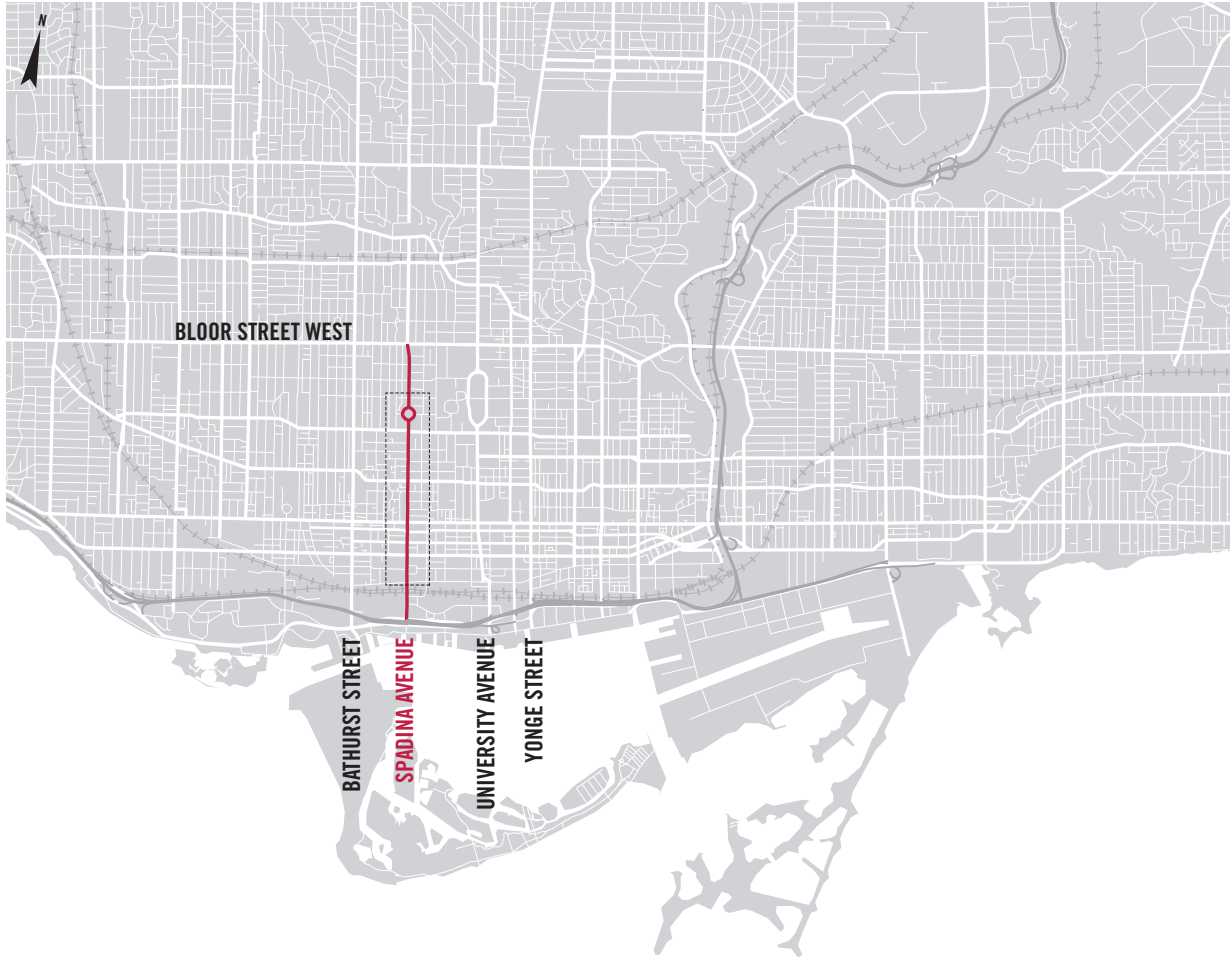 N
BLOOR STREET WEST
BATHURST STREET
SPADINA AVENUE
UNIVERSITY AVENUE
YONGE STREET